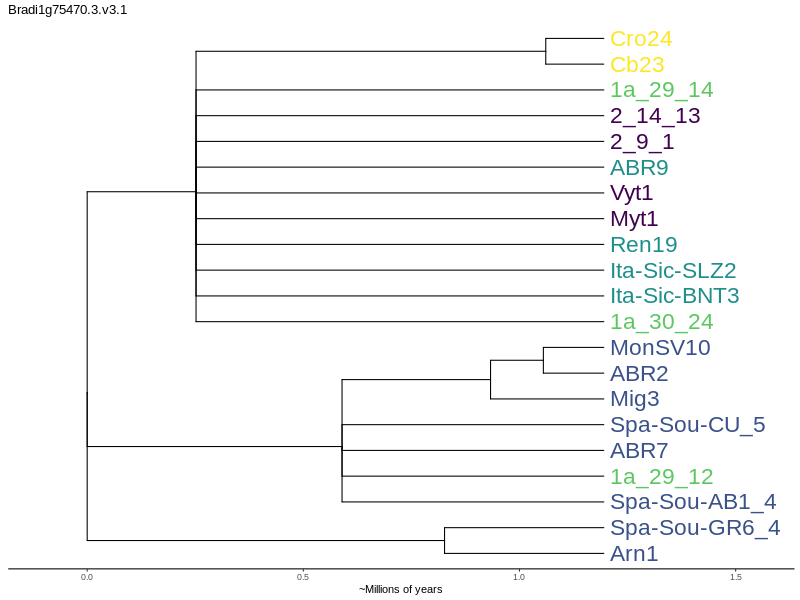 Bradi1g75470.3.v3.1
Cro24
Cb23
1a_29_14
2_14_13
2_9_1
ABR9
Vyt1
Myt1
Ren19
Ita-Sic-SLZ2
Ita-Sic-BNT3
1a_30_24
MonSV10
ABR2
Mig3
Spa-Sou-CU_5
ABR7
1a_29_12
Spa-Sou-AB1_4
Spa-Sou-GR6_4
Arn1
0.0 0.5 1.0 1.5
~Millions of years